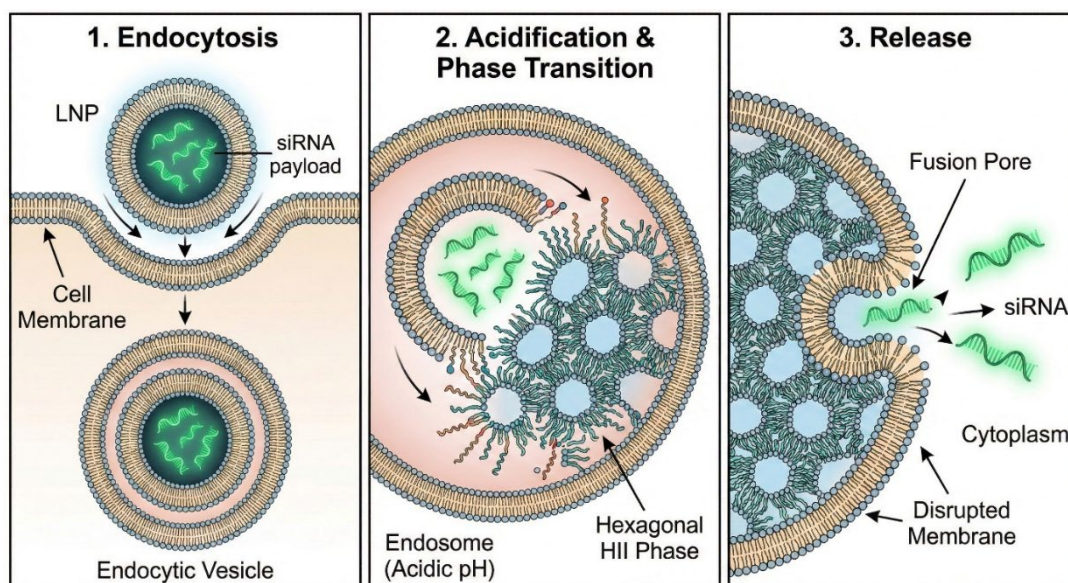 1. Endocytosis
LNP
siRNA
payload
Cell
Membrane
Endocytic Vesicle
2. Acidification &
Phase Transition
Endosome
(Acidic pH)
Hexagonal
HII Phase
3. Release
Fusion Pore
siRNA
Cytoplasm
Disrupted
Membrane